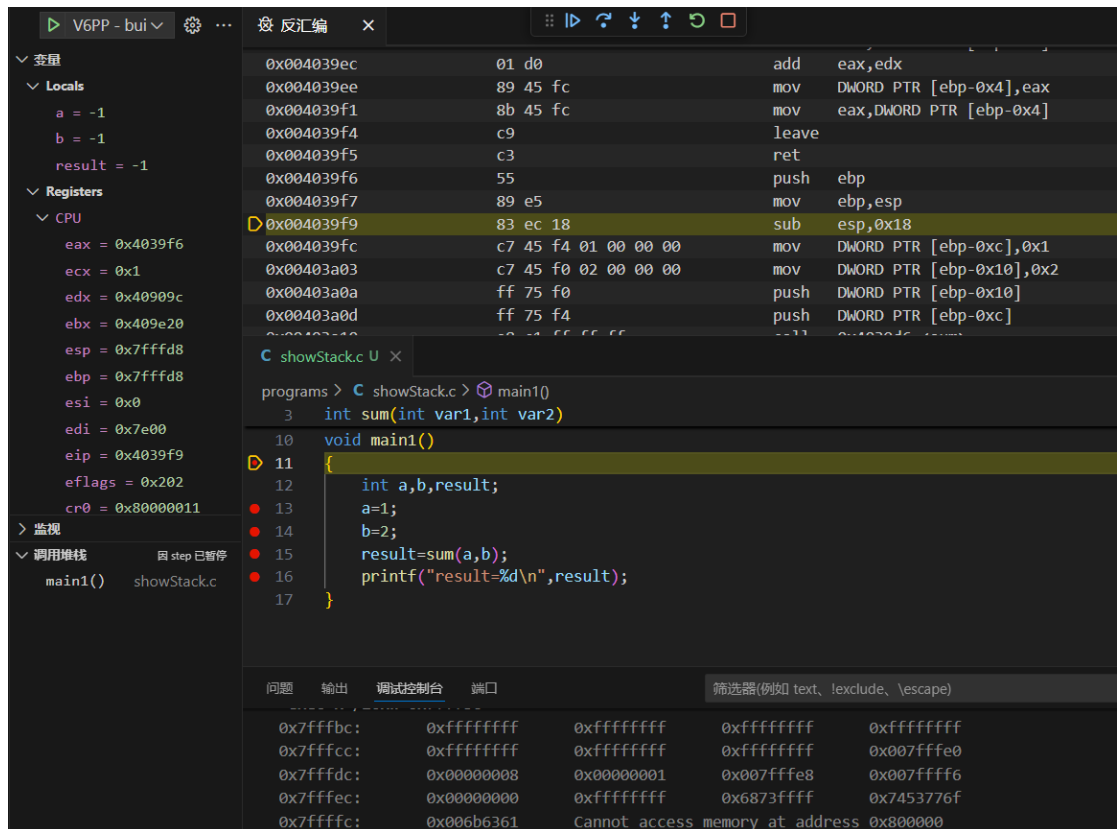 V6PP - bui
反汇编
变量
Locals
a = -1
b = -1
result = -1
Registers
CPU
eax = 0x4039f6
ecx = 0x1
edx = 0x40909c
ebx = 0x409e20
esp = 0x7fffd8
ebp = 0x7fffd8
esi = 0x0
edi = 0x7e00
eip = 0x4039f9
eflags = 0x202
cr0 = 0x80000011
监视
调用堆栈 因 step 已暂停
main1() showStack.c
0x004039ec 01 d0 add eax,edx
0x004039ee 89 45 fc mov DWORD PTR [ebp-0x4],eax
0x004039f1 8b 45 fc mov eax,DWORD PTR [ebp-0x4]
0x004039f4 c9 leave
0x004039f5 c3 ret
0x004039f6 55 push ebp
0x004039f7 89 e5 mov ebp,esp
0x004039f9 83 ec 18 sub esp,0x18
0x004039fc c7 45 f4 01 00 00 00 mov DWORD PTR [ebp-0xc],0x1
0x00403a03 c7 45 f0 02 00 00 00 mov DWORD PTR [ebp-0x10],0x2
0x00403a0a ff 75 f0 push DWORD PTR [ebp-0x10]
0x00403a0d ff 75 f4 push DWORD PTR [ebp-0xc]
C showStack.c U
programs > C showStack.c > main1()
3 int sum(int var1,int var2)
10 void main1()
11 {
12 int a,b,result;
13 a=1;
14 b=2;
15 result=sum(a,b);
16 printf("result=%d\n",result);
17 }
问题 输出 调试控制台 端口 筛选器(例如 text、!exclude、\escape)
0x7fffbc: 0xffffffff 0xffffffff 0xffffffff 0xffffffff
0x7fffcc: 0xffffffff 0xffffffff 0xffffffff 0x007fffe0
0x7fffdc: 0x00000008 0x00000001 0x007fffe8 0x007ffff6
0x7fffec: 0x00000000 0xffffffff 0x6873ffff 0x7453776f
0x7ffffc: 0x006b6361 Cannot access memory at address 0x800000